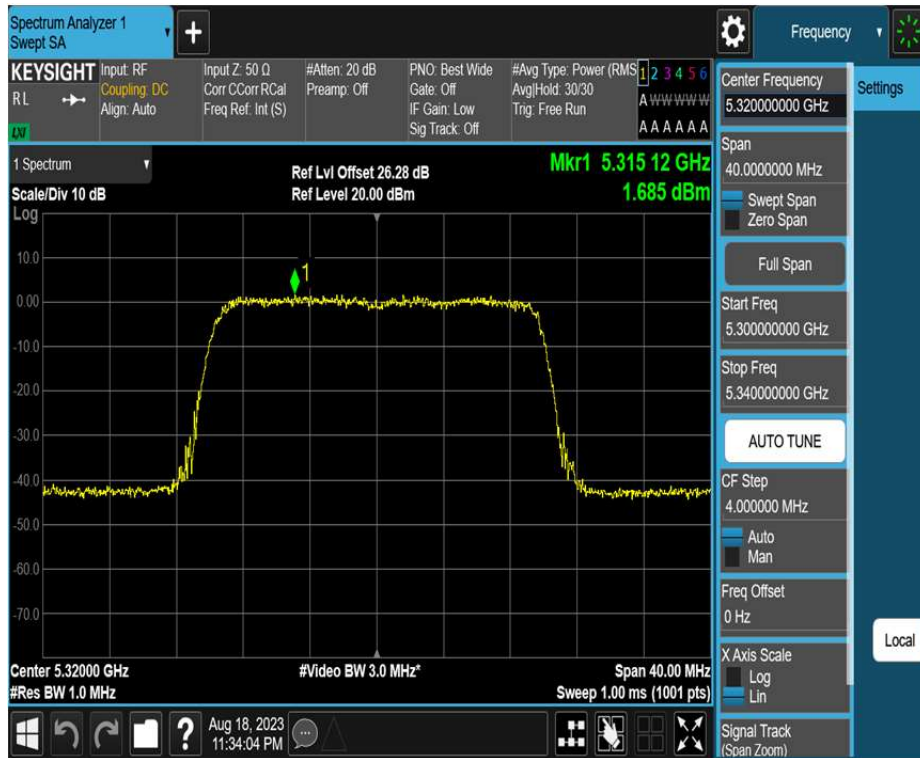 Spectrum Analyzer 1
Swept SA
+
Frequency
KEYSIGHT
R L
LXI
Input: RF
Coupling: DC
Align: Auto
Input Z: 50 Ω
Corr CCorr RCal
Freq Ref: Int (S)
#Atten: 20 dB
Preamp: Off
PNO: Best Wide
Gate: Off
IF Gain: Low
Sig Track: Off
#Avg Type: Power (RMS
Avg|Hold: 30/30
Trig: Free Run
1 2 3 4 5 6
A W W W W W
A A A A A A
1 Spectrum
Scale/Div 10 dB
Log
Ref Lvl Offset 26.28 dB
Ref Level 20.00 dBm
Mkr1 5.315 12 GHz
1.685 dBm
10.0
1
0.00
-10.0
-20.0
-30.0
-40.0
-50.0
-60.0
-70.0
Center 5.32000 GHz
#Res BW 1.0 MHz
#Video BW 3.0 MHz*
Span 40.00 MHz
Sweep 1.00 ms (1001 pts)
?
Aug 18, 2023
11:34:04 PM
Center Frequency
5.32000000 GHz
Span
40.0000000 MHz
Swept Span
Zero Span
Full Span
Start Freq
5.300000000 GHz
Stop Freq
5.340000000 GHz
AUTO TUNE
CF Step
4.000000 MHz
Auto
Man
Freq Offset
0 Hz
X Axis Scale
Log
Lin
Signal Track
(Span Zoom)
Settings
Local